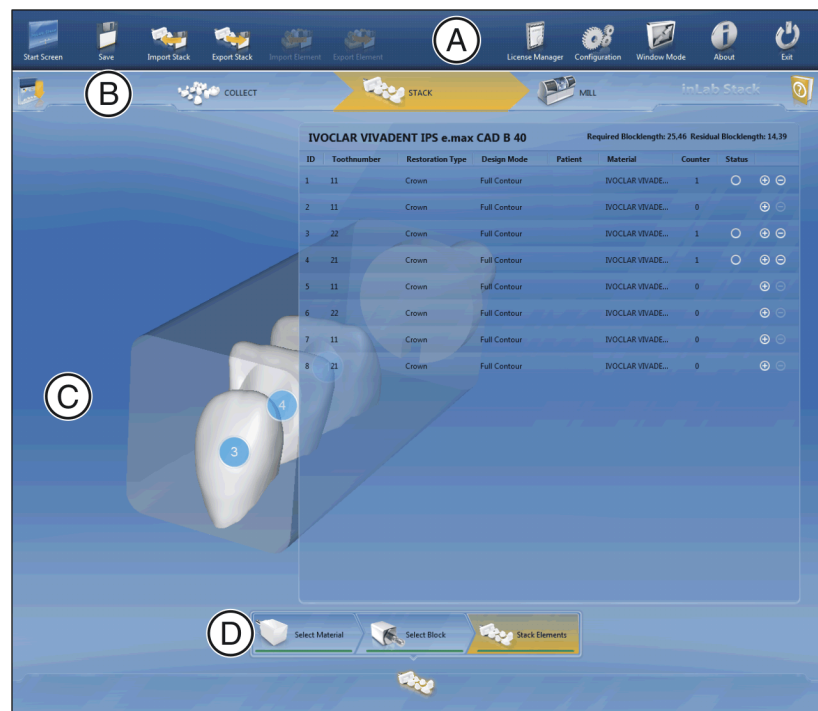 A
Start Screen Save Import Stack Export Stack Import Element Export Element License Manager Configuration Window Mode About Exit
B
COLLECT STACK MILL inLab Stack
IVOCLAR VIVADENT IPS e.max CAD B 40 Required Blocklength: 25,46 Residual Blocklength: 14,39
ID Toothnumber Restoration Type Design Mode Patient Material Counter Status
1 11 Crown Full Contour IVOCLAR VIVADE... 1
2 11 Crown Full Contour IVOCLAR VIVADE... 0
3 22 Crown Full Contour IVOCLAR VIVADE... 1
4 21 Crown Full Contour IVOCLAR VIVADE... 1
5 11 Crown Full Contour IVOCLAR VIVADE... 0
6 22 Crown Full Contour IVOCLAR VIVADE... 0
7 11 Crown Full Contour IVOCLAR VIVADE... 0
8 21 Crown Full Contour IVOCLAR VIVADE... 0
C
4
3
D
Select Material Select Block Stack Elements